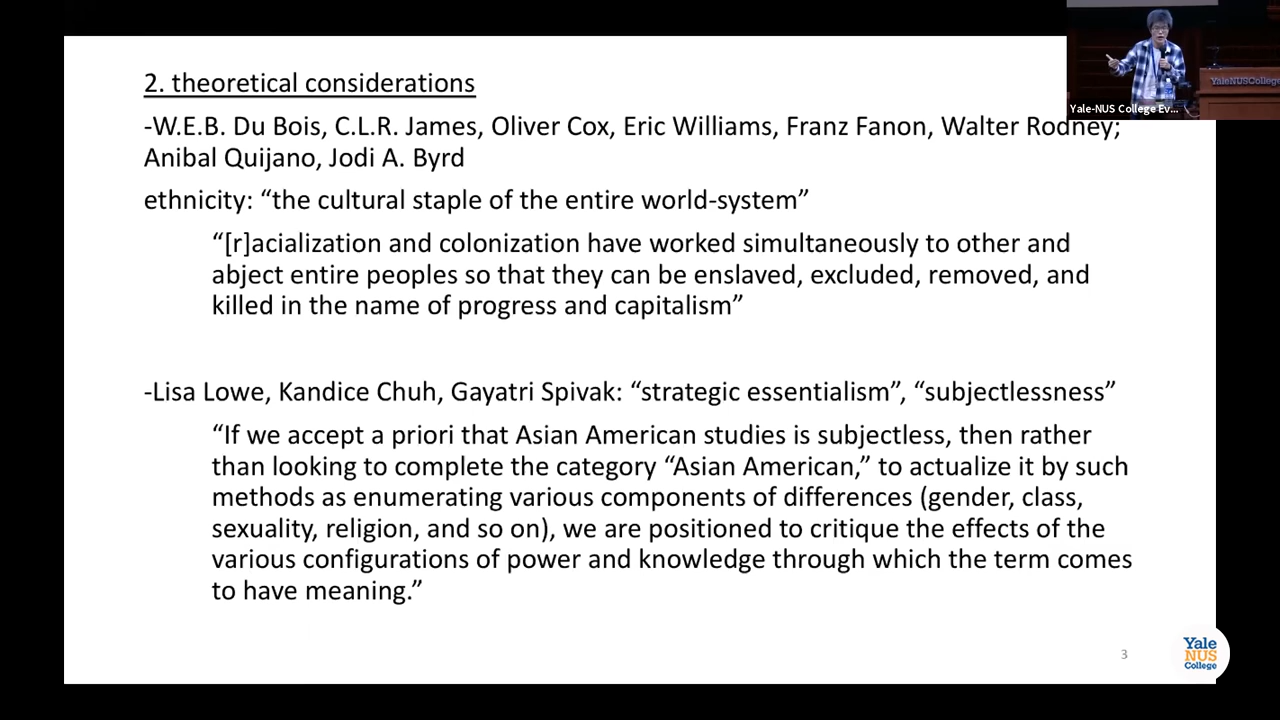 2. theoretical considerations
-W.E.B. Du Bois, C.L.R. James, Oliver Cox, Eric Williams, Franz Fanon, Walter Rodney;
Anibal Quijano, Jodi A. Byrd
ethnicity: “the cultural staple of the entire world-system”
“[r]acialization and colonization have worked simultaneously to other and
abject entire peoples so that they can be enslaved, excluded, removed, and
killed in the name of progress and capitalism”
-Lisa Lowe, Kandice Chuh, Gayatri Spivak: “strategic essentialism”, “subjectlessness”
“If we accept a priori that Asian American studies is subjectless, then rather
than looking to complete the category “Asian American,” to actualize it by such
methods as enumerating various components of differences (gender, class,
sexuality, religion, and so on), we are positioned to critique the effects of the
various configurations of power and knowledge through which the term comes
to have meaning.”
3
Yale
NUS
College
YaleNUSCollege
Yale-NUS College Ev...